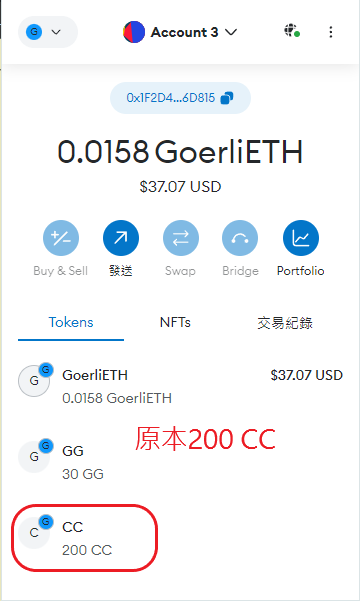 G
Account 3
0x1F2D4...6D815
0.0158 GoerliETH
$37.07 USD
Buy & Sell
發送
Swap
Bridge
Portfolio
Tokens
NFTs
交易紀錄
G
G
GoerliETH
$37.07 USD
0.0158 GoerliETH
原本200 CC
G
G
GG
30 GG
C
G
CC
200 CC